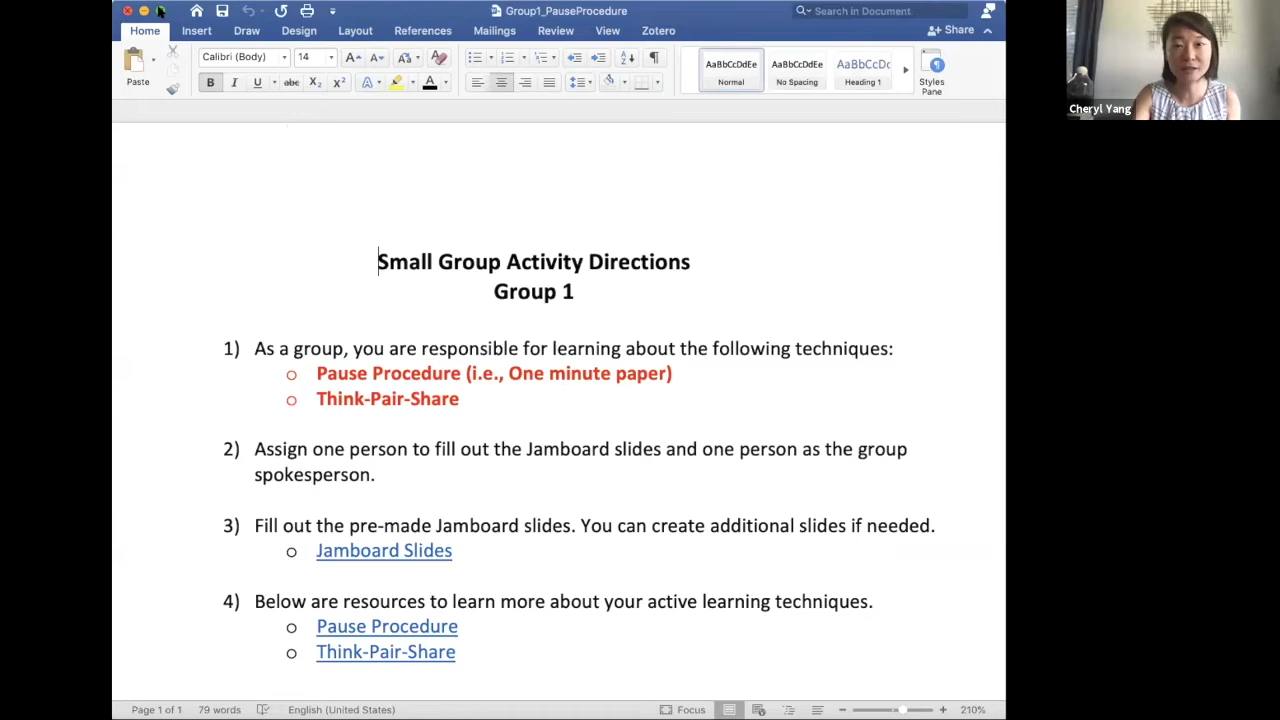 Group1_PauseProcedure
Search in Document
Home Insert Draw Design Layout References Mailings Review View Zotero Share
Paste
Calibri (Body) 14
AaBbCcDdEe AaBbCcDdEe AaBbCcDc
Normal No Spacing Heading 1
Styles
Pane
Cheryl Yang
Small Group Activity Directions
Group 1
1) As a group, you are responsible for learning about the following techniques:
o Pause Procedure (i.e., One minute paper)
o Think-Pair-Share
2) Assign one person to fill out the Jamboard slides and one person as the group
spokesperson.
3) Fill out the pre-made Jamboard slides. You can create additional slides if needed.
o Jamboard Slides
4) Below are resources to learn more about your active learning techniques.
o Pause Procedure
o Think-Pair-Share
Page 1 of 1 79 words English (United States) Focus 210%